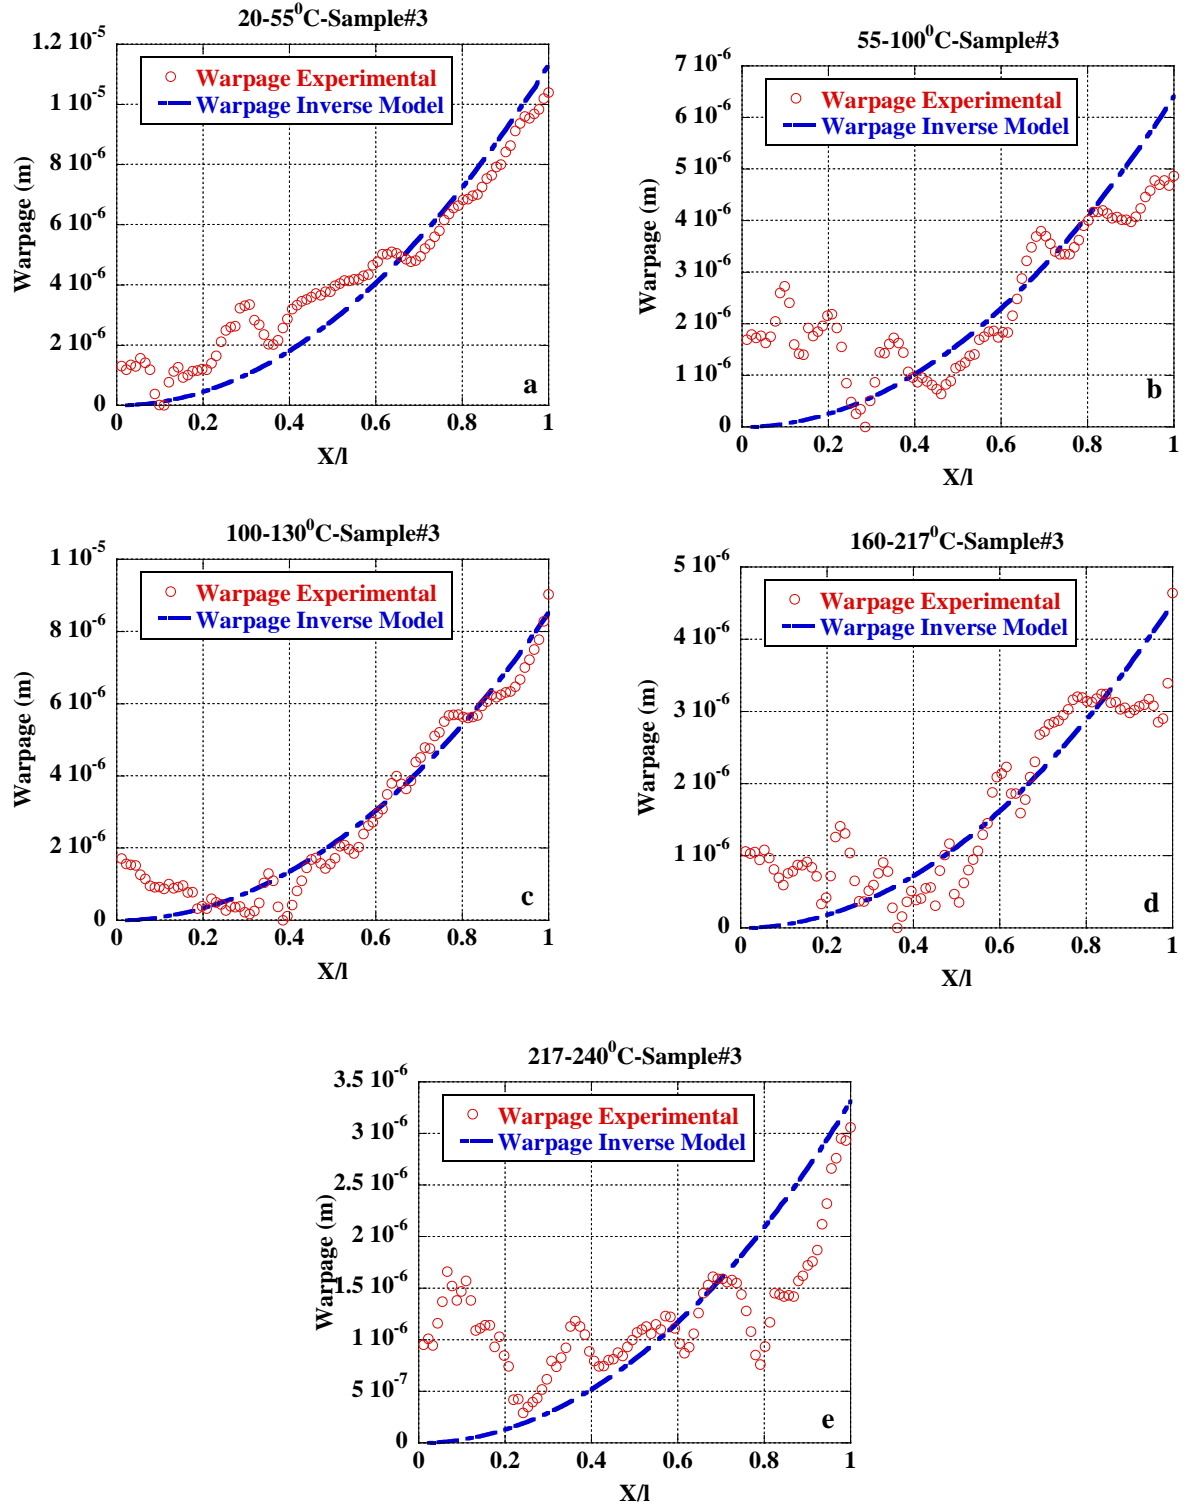 20-55⁰C-Sample#3
1.2 10⁻⁵
1 10⁻⁵
8 10⁻⁶
6 10⁻⁶
4 10⁻⁶
2 10⁻⁶
0
Warpage (m)
Warpage Experimental
Warpage Inverse Model
a
0 0.2 0.4 0.6 0.8 1
X/l
55-100⁰C-Sample#3
7 10⁻⁶
6 10⁻⁶
5 10⁻⁶
4 10⁻⁶
3 10⁻⁶
2 10⁻⁶
1 10⁻⁶
0
Warpage (m)
Warpage Experimental
Warpage Inverse Model
b
0 0.2 0.4 0.6 0.8 1
X/l
100-130⁰C-Sample#3
1 10⁻⁵
8 10⁻⁶
6 10⁻⁶
4 10⁻⁶
2 10⁻⁶
0
Warpage (m)
Warpage Experimental
Warpage Inverse Model
c
0 0.2 0.4 0.6 0.8 1
X/l
160-217⁰C-Sample#3
5 10⁻⁶
4 10⁻⁶
3 10⁻⁶
2 10⁻⁶
1 10⁻⁶
0
Warpage (m)
Warpage Experimental
Warpage Inverse Model
d
0 0.2 0.4 0.6 0.8 1
X/l
217-240⁰C-Sample#3
3.5 10⁻⁶
3 10⁻⁶
2.5 10⁻⁶
2 10⁻⁶
1.5 10⁻⁶
1 10⁻⁶
5 10⁻⁷
0
Warpage (m)
Warpage Experimental
Warpage Inverse Model
e
0 0.2 0.4 0.6 0.8 1
X/l